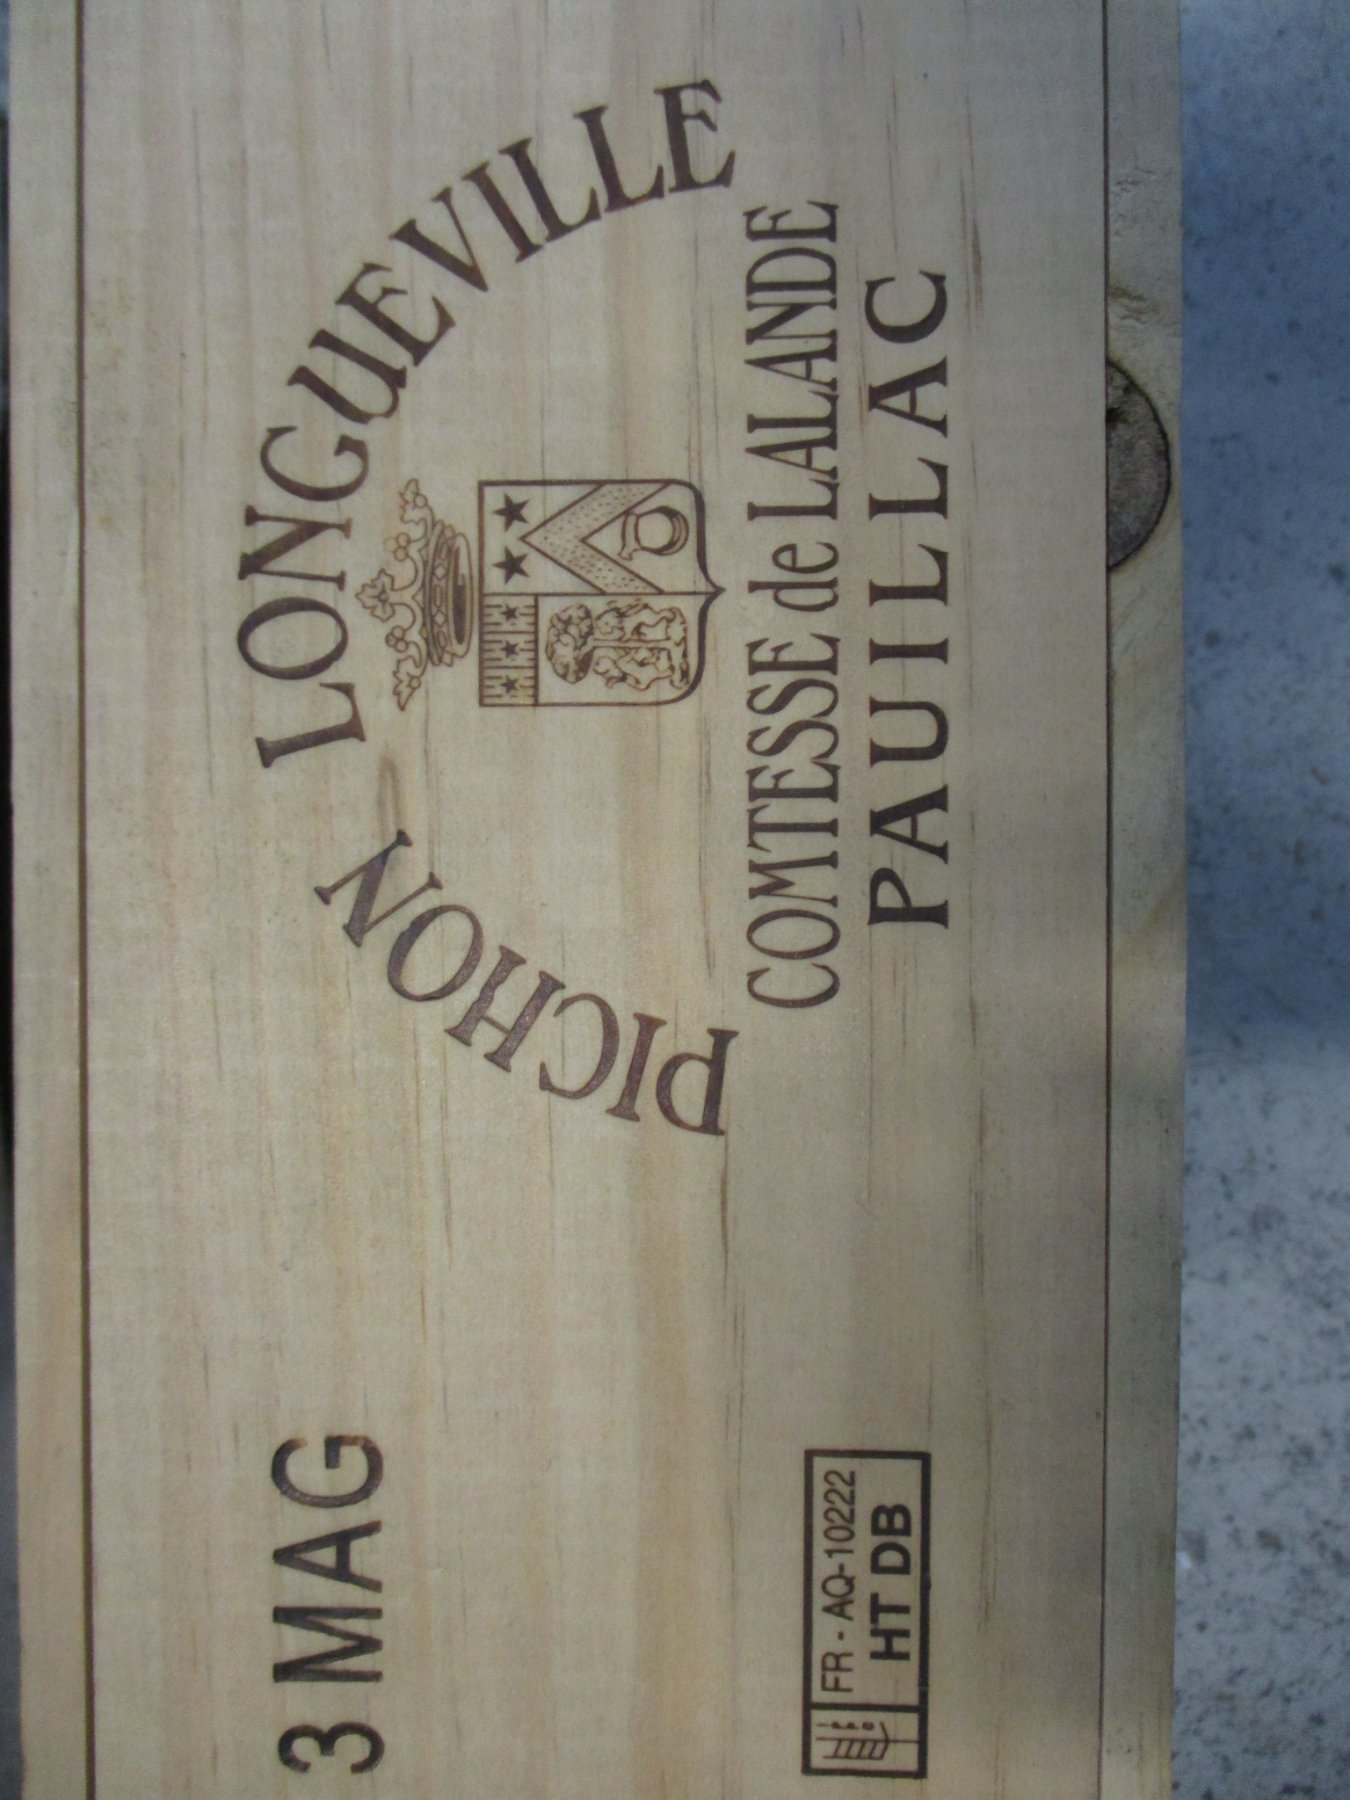 PICHON LONGUEVILLE
COMTESSE de LALANDE
PAUILLAC
3 MAG
FR - AQ-10222
HT DB